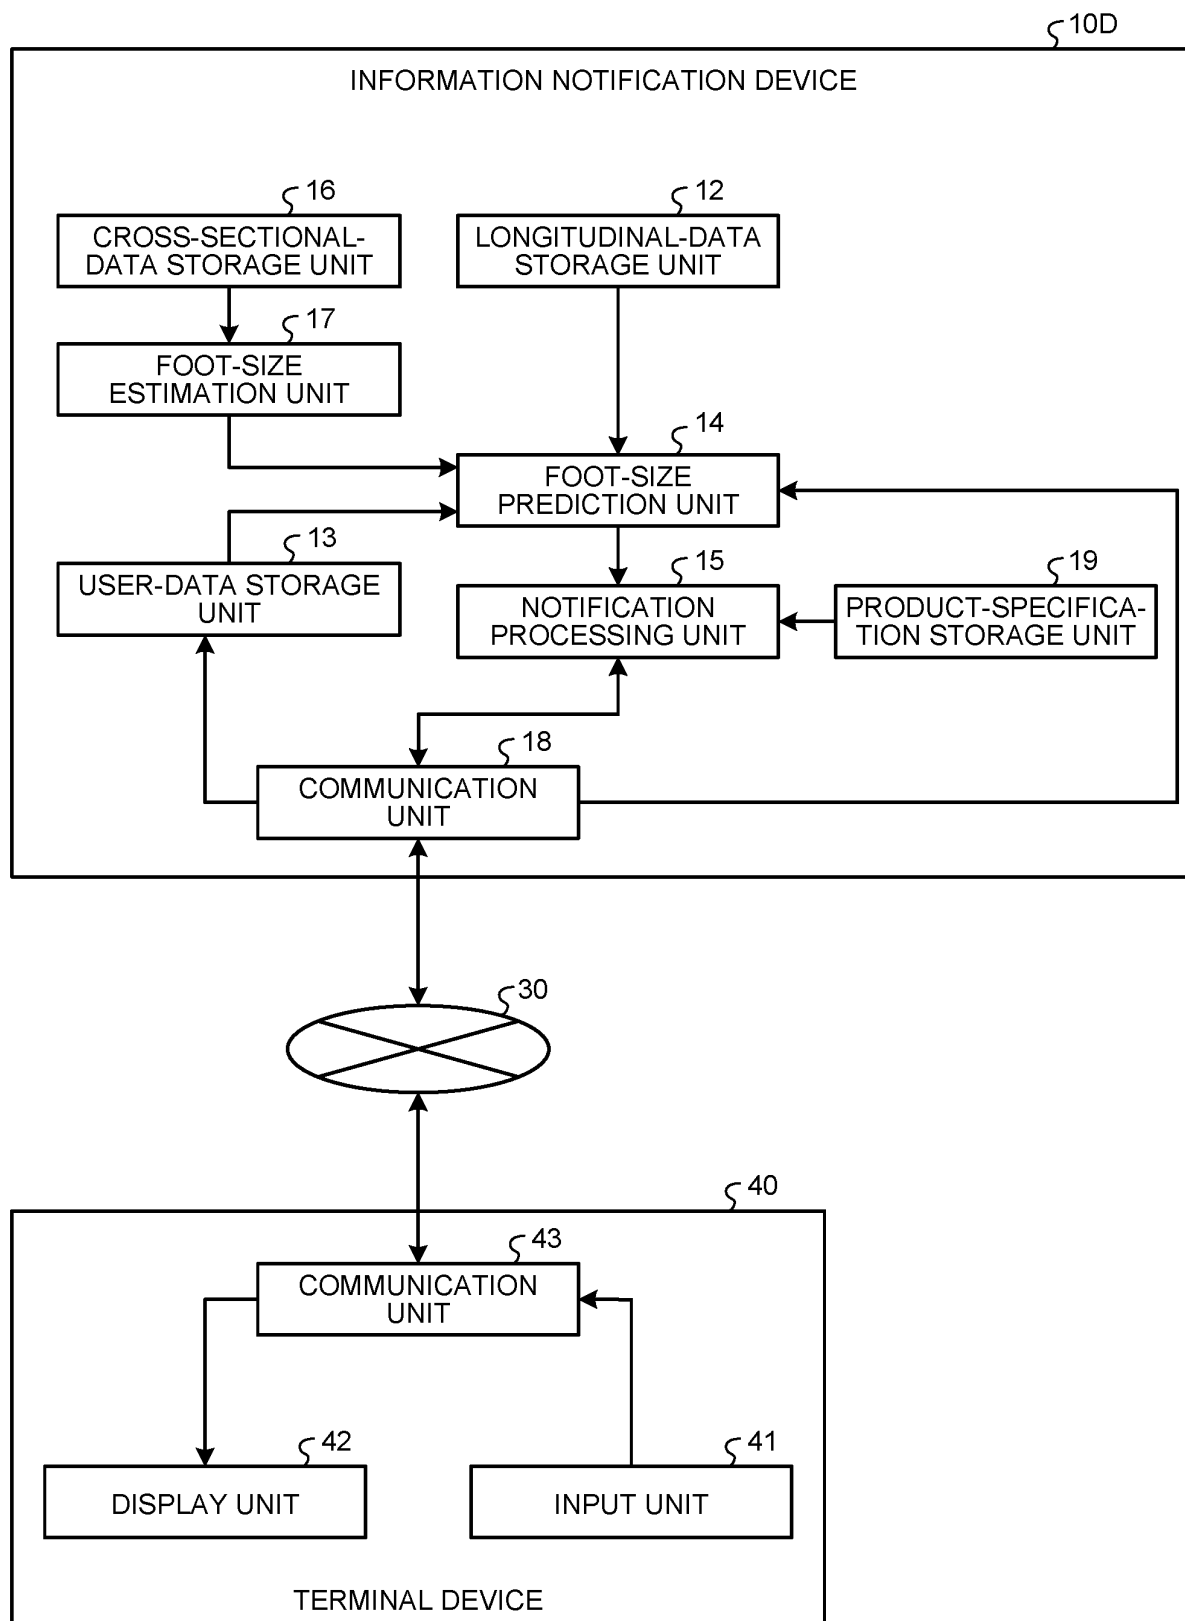 10D
INFORMATION NOTIFICATION DEVICE
16
CROSS-SECTIONAL-
DATA STORAGE UNIT
12
LONGITUDINAL-DATA
STORAGE UNIT
17
FOOT-SIZE
ESTIMATION UNIT
14
FOOT-SIZE
PREDICTION UNIT
13
USER-DATA STORAGE
UNIT
15
NOTIFICATION
PROCESSING UNIT
19
PRODUCT-SPECIFICA-
TION STORAGE UNIT
18
COMMUNICATION
UNIT
30
40
43
COMMUNICATION
UNIT
42
DISPLAY UNIT
41
INPUT UNIT
TERMINAL DEVICE